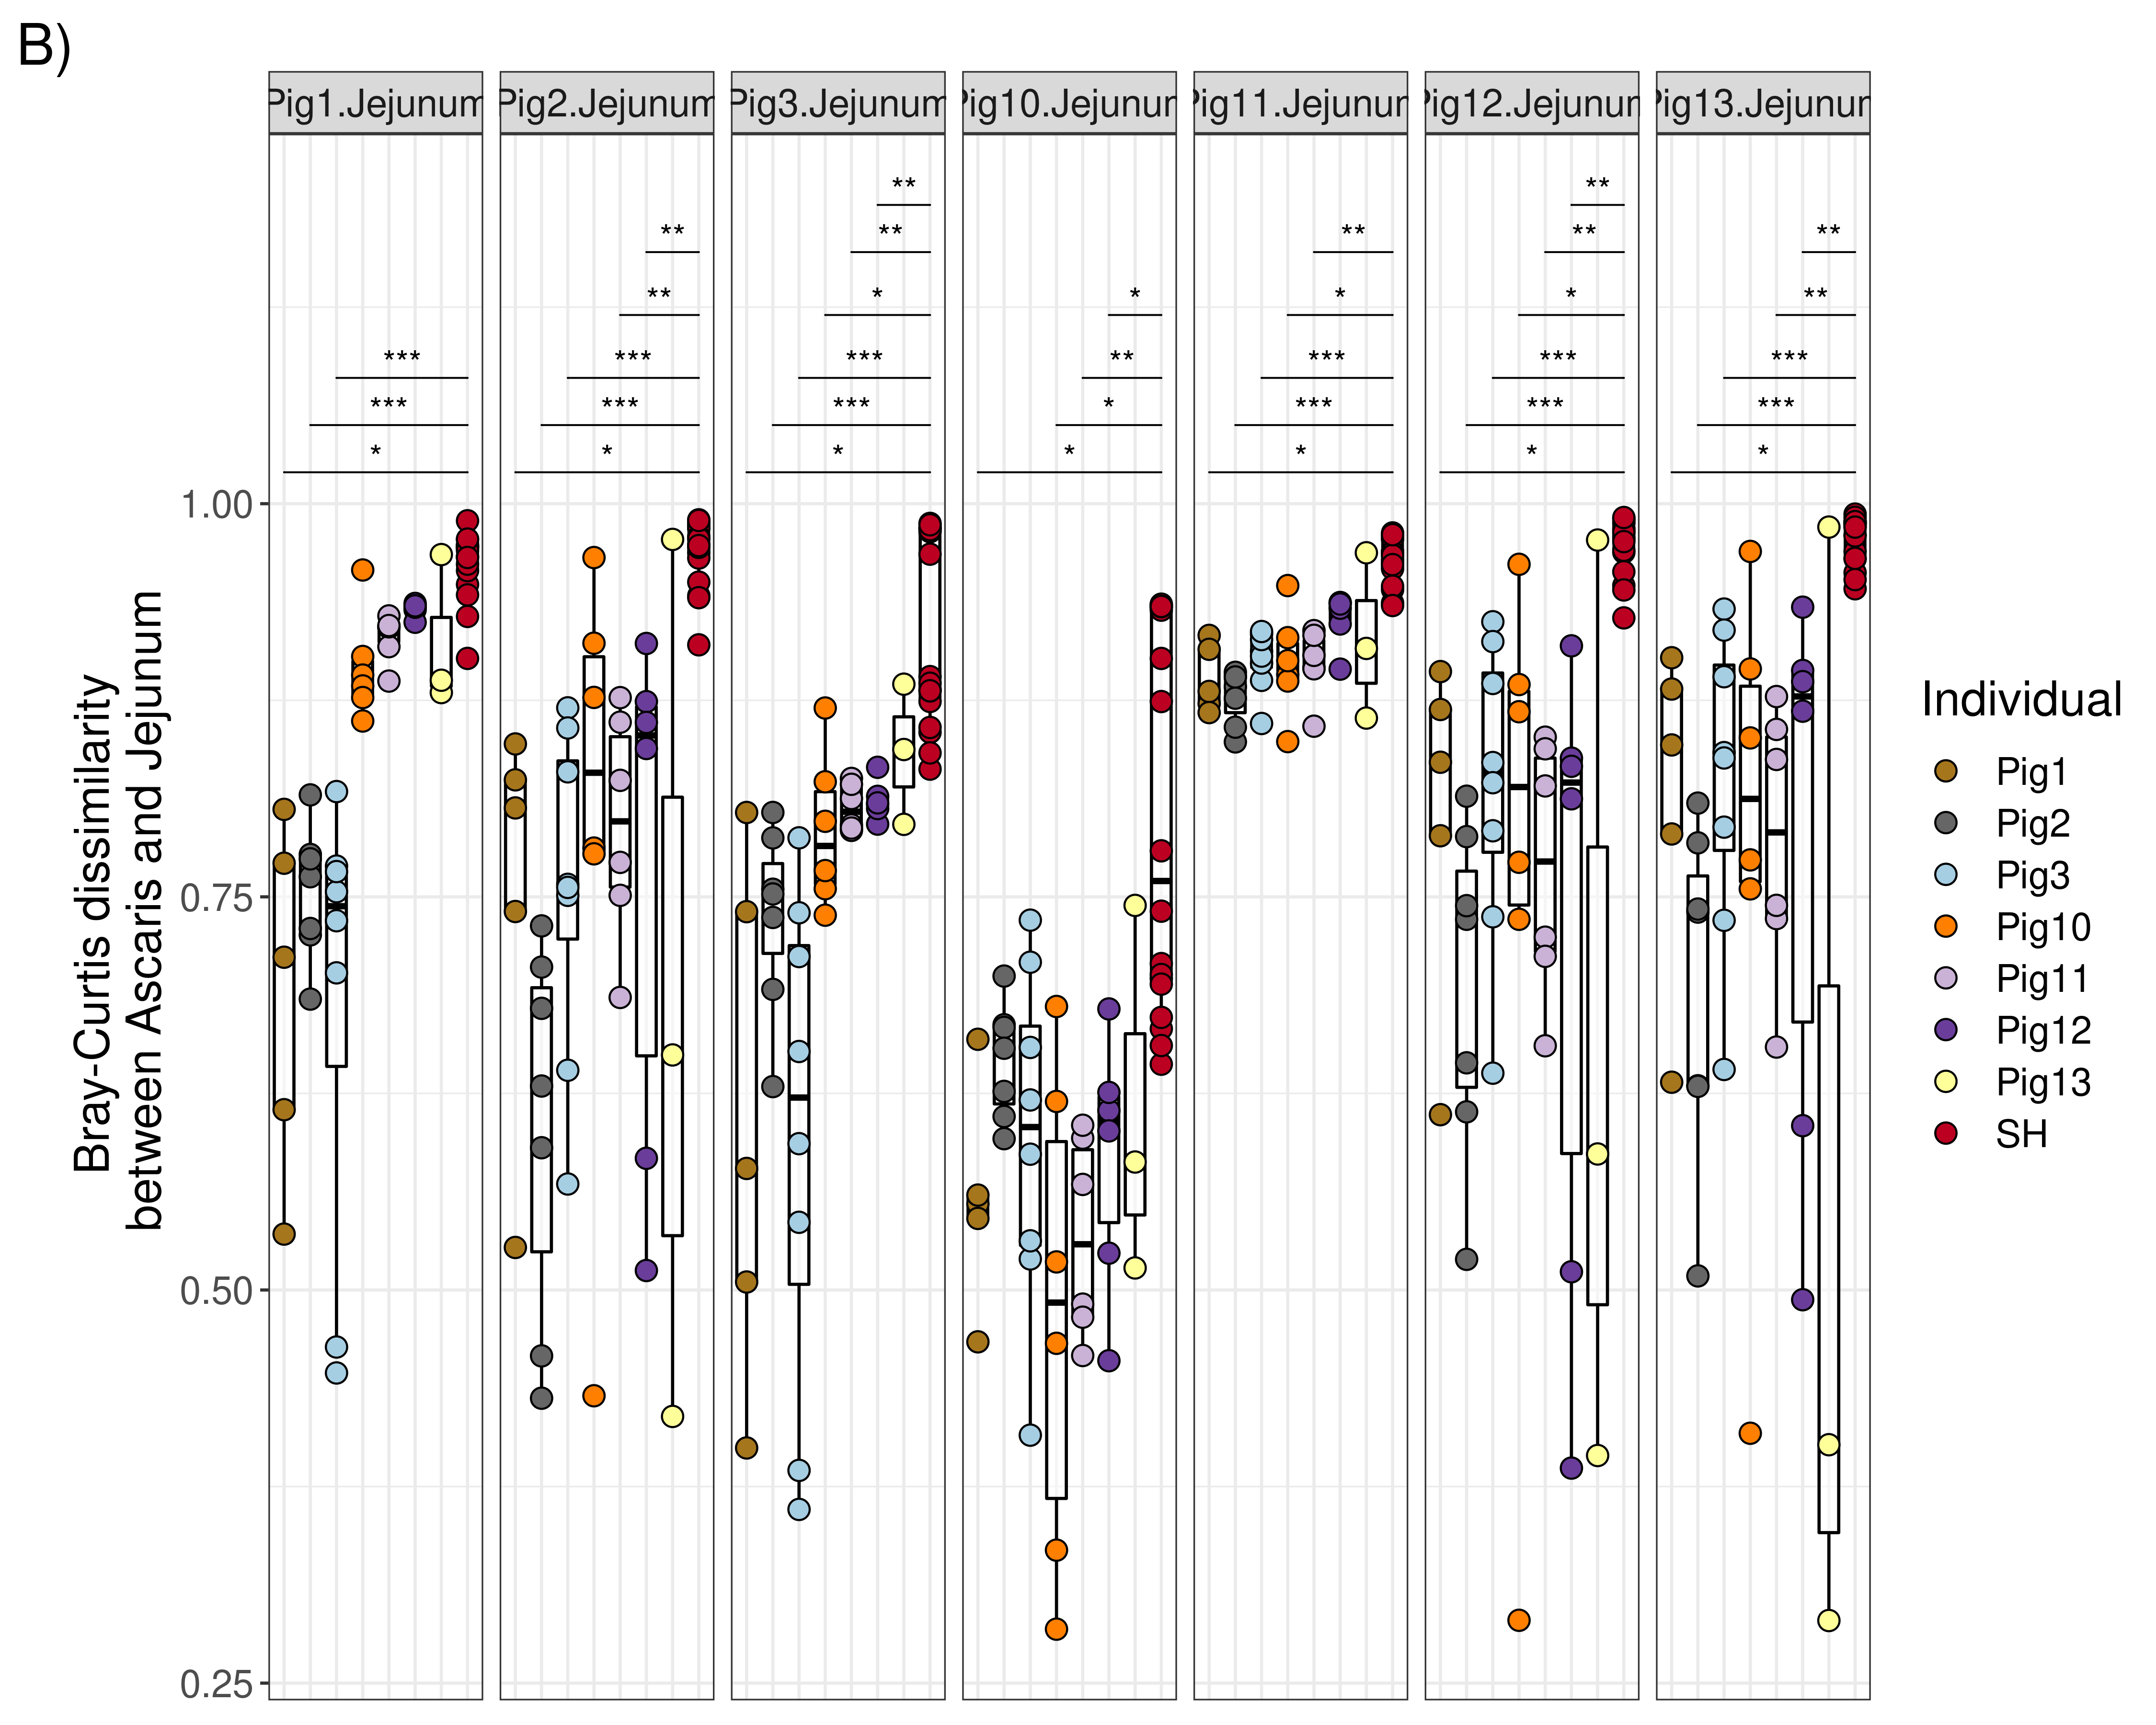 B)
Pig1.Jejunum Pig2.Jejunum Pig3.Jejunum Pig10.Jejunum Pig11.Jejunum Pig12.Jejunum Pig13.Jejunum
** **
** ** ** ** **
** * * * * **
*** *** *** ** *** *** ***
*** *** *** * *** *** ***
* * * * * * *
1.00
0.75
0.50
0.25
Bray-Curtis dissimilarity
between Ascaris and Jejunum
Individual
Pig1
Pig2
Pig3
Pig10
Pig11
Pig12
Pig13
SH